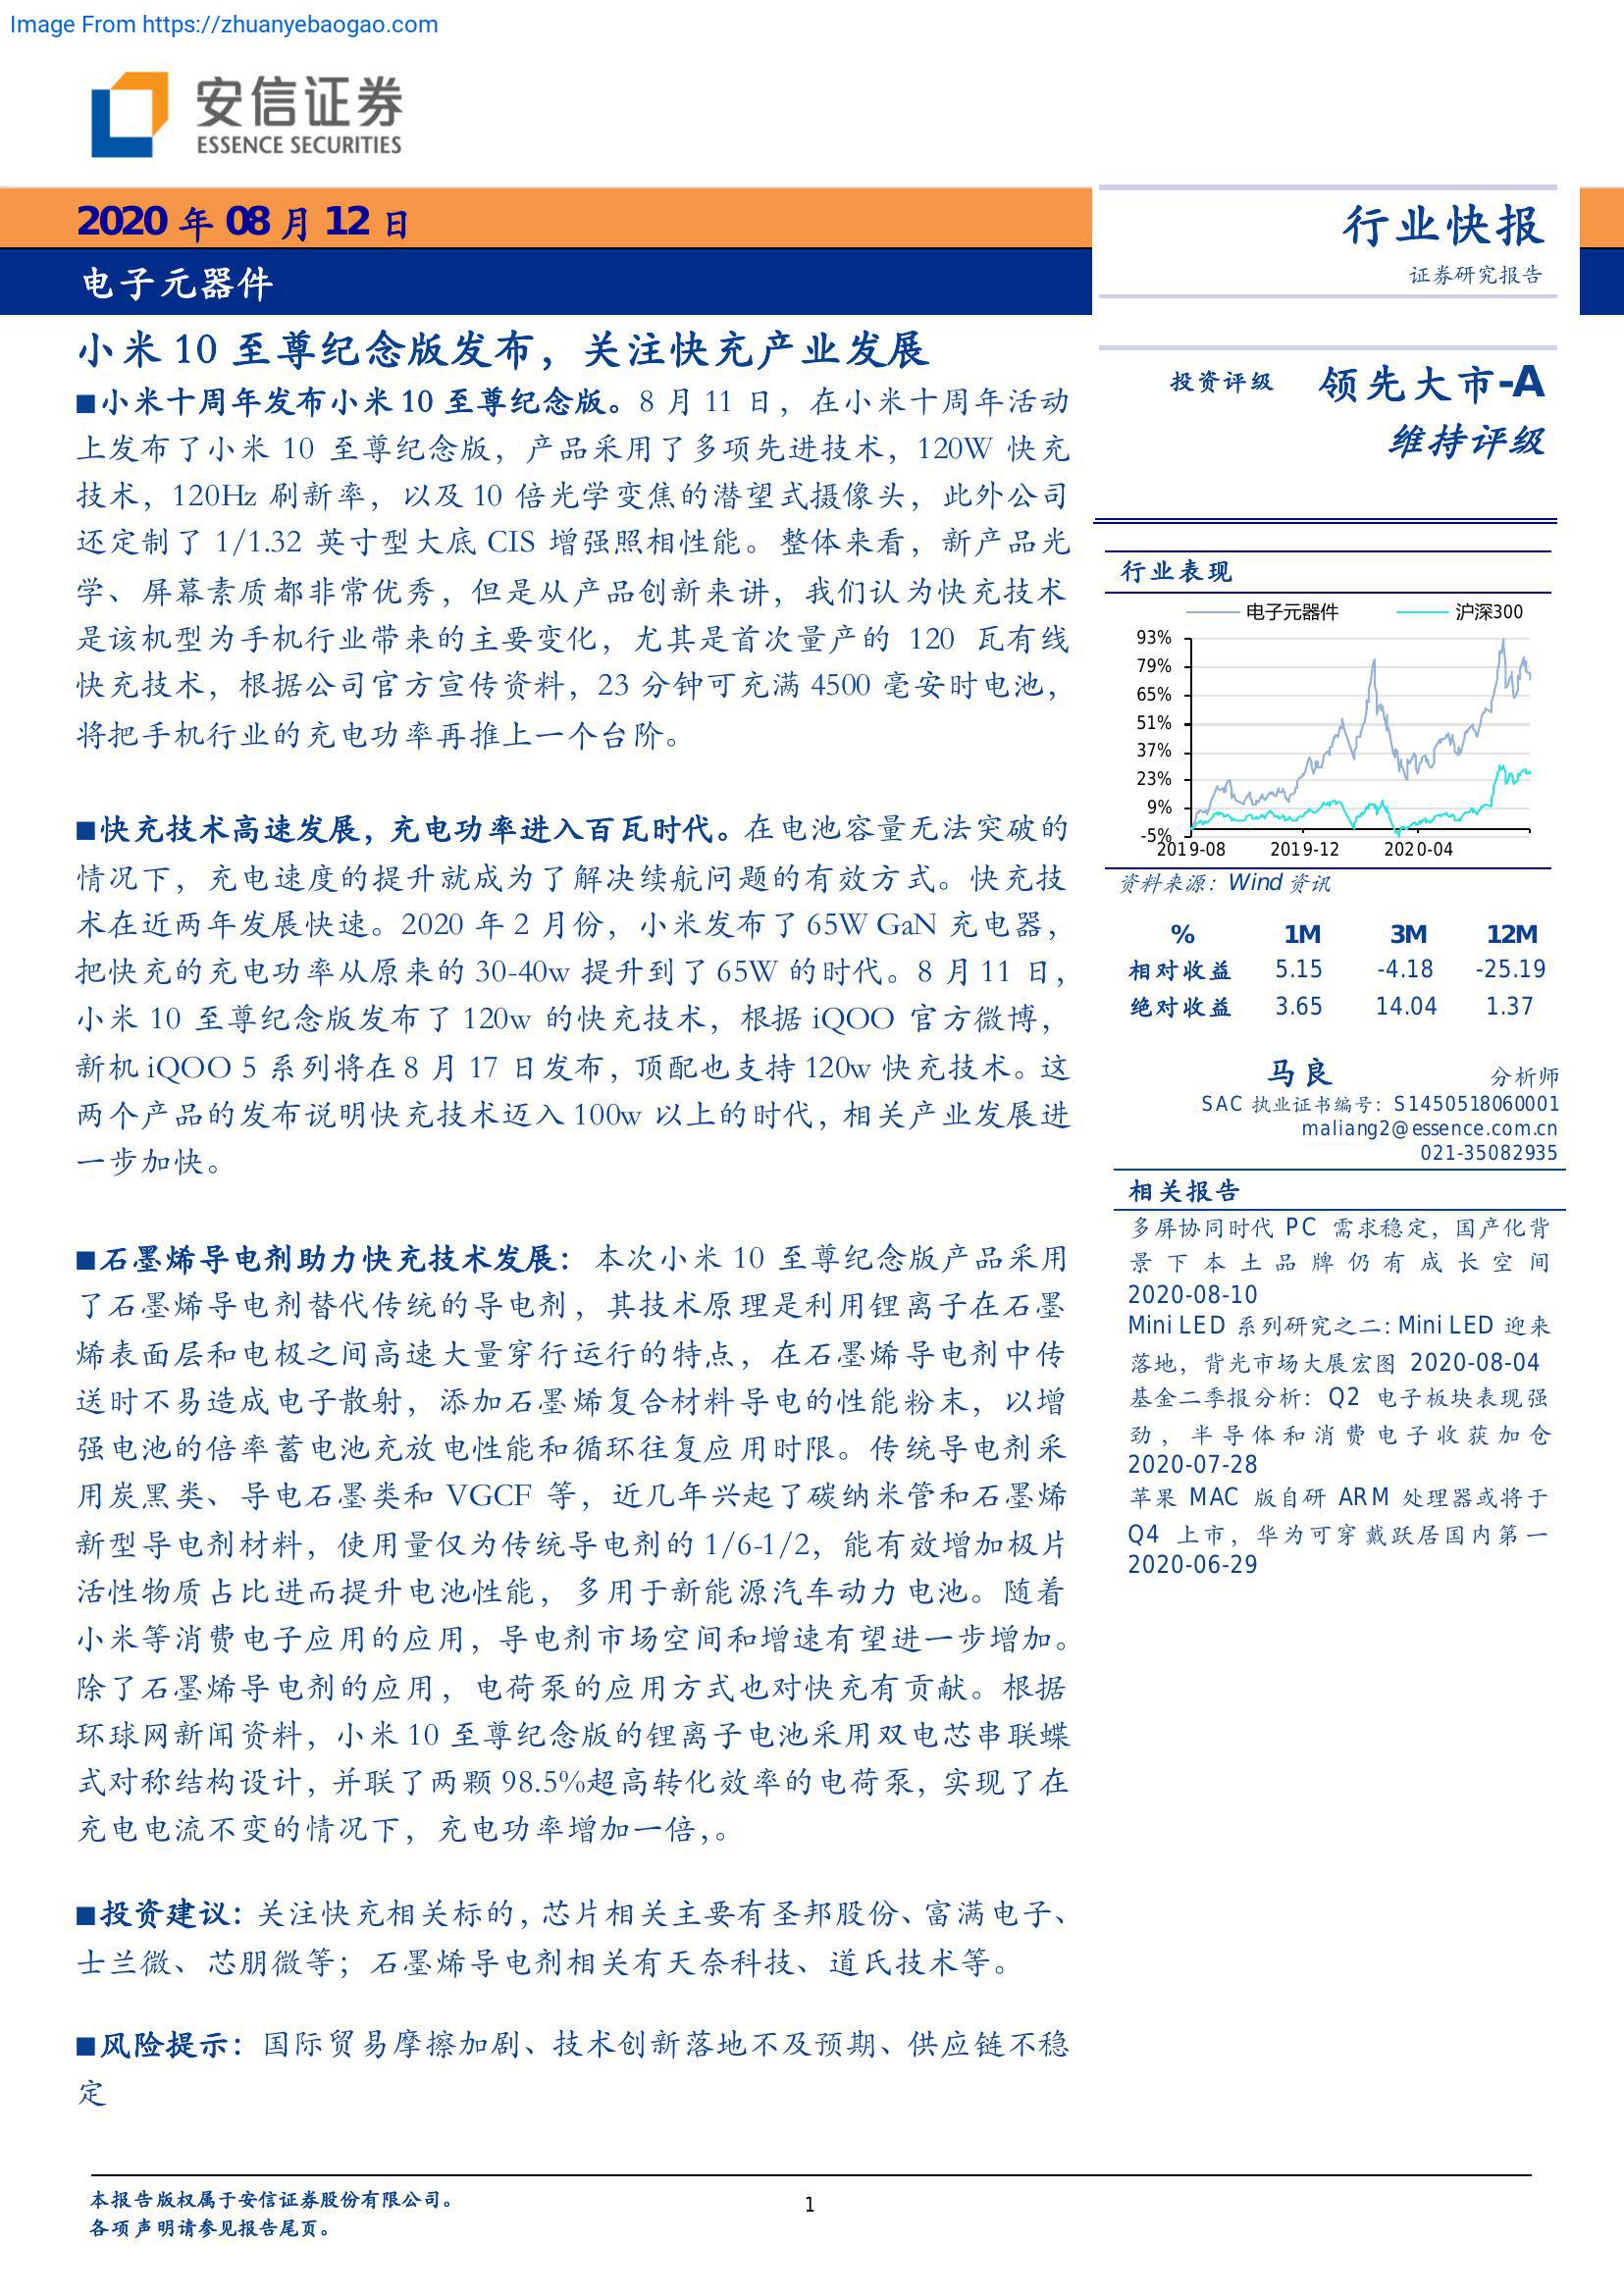 Image From https://zhuanyebaogao.com
安信证券
ESSENCE SECURITIES
2020 年 08 月 12 日
电子元器件
行业快报
证券研究报告
小米 10 至尊纪念版发布，关注快充产业发展
■小米十周年发布小米 10 至尊纪念版。8 月 11 日，在小米十周年活动
上发布了小米 10 至尊纪念版，产品采用了多项先进技术，120W 快充
技术，120Hz 刷新率，以及 10 倍光学变焦的潜望式摄像头，此外公司
还定制了 1/1.32 英寸型大底 CIS 增强照相性能。整体来看，新产品光
学、屏幕素质都非常优秀，但是从产品创新来讲，我们认为快充技术
是该机型为手机行业带来的主要变化，尤其是首次量产的 120 瓦有线
快充技术，根据公司官方宣传资料，23 分钟可充满 4500 毫安时电池，
将把手机行业的充电功率再推上一个台阶。
■快充技术高速发展，充电功率进入百瓦时代。在电池容量无法突破的
情况下，充电速度的提升就成为了解决续航问题的有效方式。快充技
术在近两年发展快速。2020 年 2 月份，小米发布了 65W GaN 充电器，
把快充的充电功率从原来的 30-40w 提升到了 65W 的时代。8 月 11 日，
小米 10 至尊纪念版发布了 120w 的快充技术，根据 iQOO 官方微博，
新机 iQOO 5 系列将在 8 月 17 日发布，顶配也支持 120w 快充技术。这
两个产品的发布说明快充技术迈入 100w 以上的时代，相关产业发展进
一步加快。
■石墨烯导电剂助力快充技术发展：本次小米 10 至尊纪念版产品采用
了石墨烯导电剂替代传统的导电剂，其技术原理是利用锂离子在石墨
烯表面层和电极之间高速大量穿行运行的特点，在石墨烯导电剂中传
送时不易造成电子散射，添加石墨烯复合材料导电的性能粉末，以增
强电池的倍率蓄电池充放电性能和循环往复应用时限。传统导电剂采
用炭黑类、导电石墨类和 VGCF 等，近几年兴起了碳纳米管和石墨烯
新型导电剂材料，使用量仅为传统导电剂的 1/6-1/2，能有效增加极片
活性物质占比进而提升电池性能，多用于新能源汽车动力电池。随着
小米等消费电子应用的应用，导电剂市场空间和增速有望进一步增加。
除了石墨烯导电剂的应用，电荷泵的应用方式也对快充有贡献。根据
环球网新闻资料，小米 10 至尊纪念版的锂离子电池采用双电芯串联蝶
式对称结构设计，并联了两颗 98.5%超高转化效率的电荷泵，实现了在
充电电流不变的情况下，充电功率增加一倍，。
■投资建议：关注快充相关标的，芯片相关主要有圣邦股份、富满电子、
士兰微、芯朋微等；石墨烯导电剂相关有天奈科技、道氏技术等。
■风险提示：国际贸易摩擦加剧、技术创新落地不及预期、供应链不稳
定
投资评级 领先大市-A
维持评级
行业表现
电子元器件 沪深300
93%
79%
65%
51%
37%
23%
9%
-5%
2019-08 2019-12 2020-04
资料来源：Wind 资讯
% 1M 3M 12M
相对收益 5.15 -4.18 -25.19
绝对收益 3.65 14.04 1.37
马良 分析师
SAC 执业证书编号：S1450518060001
maliang2@essence.com.cn
021-35082935
相关报告
多屏协同时代 PC 需求稳定，国产化背
景下本土品牌仍有成长空间
2020-08-10
Mini LED 系列研究之二：Mini LED 迎来
落地，背光市场大展宏图 2020-08-04
基金二季报分析：Q2 电子板块表现强
劲，半导体和消费电子收获加仓
2020-07-28
苹果 MAC 版自研 ARM 处理器或将于
Q4 上市，华为可穿戴跃居国内第一
2020-06-29
本报告版权属于安信证券股份有限公司。
各项声明请参见报告尾页。
1